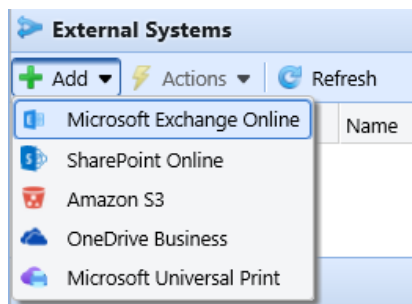 External Systems
Add Actions Refresh
Microsoft Exchange Online Name
SharePoint Online
Amazon S3
OneDrive Business
Microsoft Universal Print